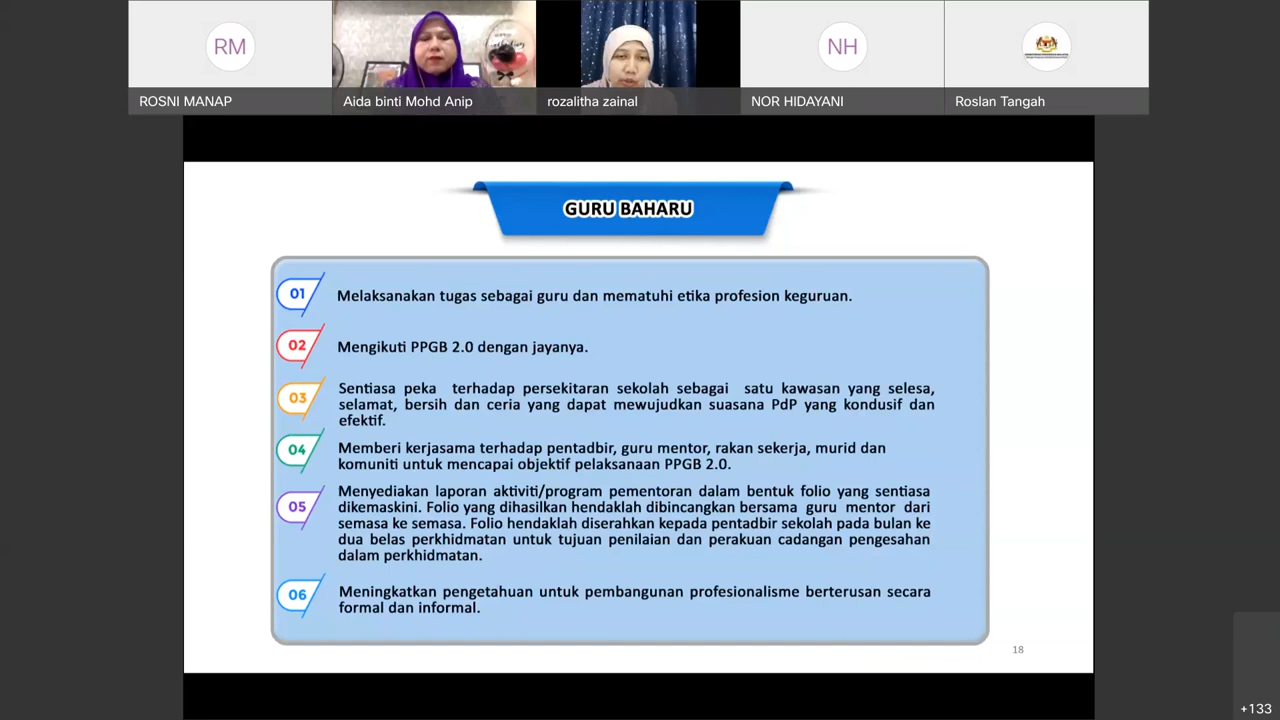 RM
NH
ROSNI MANAP
Aida binti Mohd Anip
rozalitha zainal
NOR HIDAYANI
Roslan Tangah
GURU BAHARU
01
Melaksanakan tugas sebagai guru dan mematuhi etika profesion keguruan.
02
Mengikuti PPGB 2.0 dengan jayanya.
03
Sentiasa peka terhadap persekitaran sekolah sebagai satu kawasan yang selesa,
selamat, bersih dan ceria yang dapat mewujudkan suasana PdP yang kondusif dan
efektif.
04
Memberi kerjasama terhadap pentadbir, guru mentor, rakan sekerja, murid dan
komuniti untuk mencapai objektif pelaksanaan PPGB 2.0.
05
Menyediakan laporan aktiviti/program pementoran dalam bentuk folio yang sentiasa
dikemaskini. Folio yang dihasilkan hendaklah dibincangkan bersama guru mentor dari
semasa ke semasa. Folio hendaklah diserahkan kepada pentadbir sekolah pada bulan ke
dua belas perkhidmatan untuk tujuan penilaian dan perakuan cadangan pengesahan
dalam perkhidmatan.
06
Meningkatkan pengetahuan untuk pembangunan profesionalisme berterusan secara
formal dan informal.
18
+133